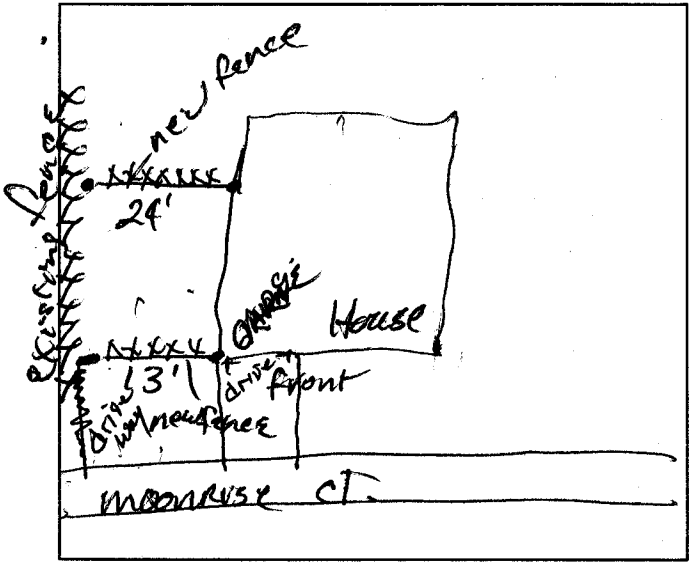 new fence
existing fence
24'
GARAGE
House
13'
drive
front
drive
way
new fence
moonrise CT.